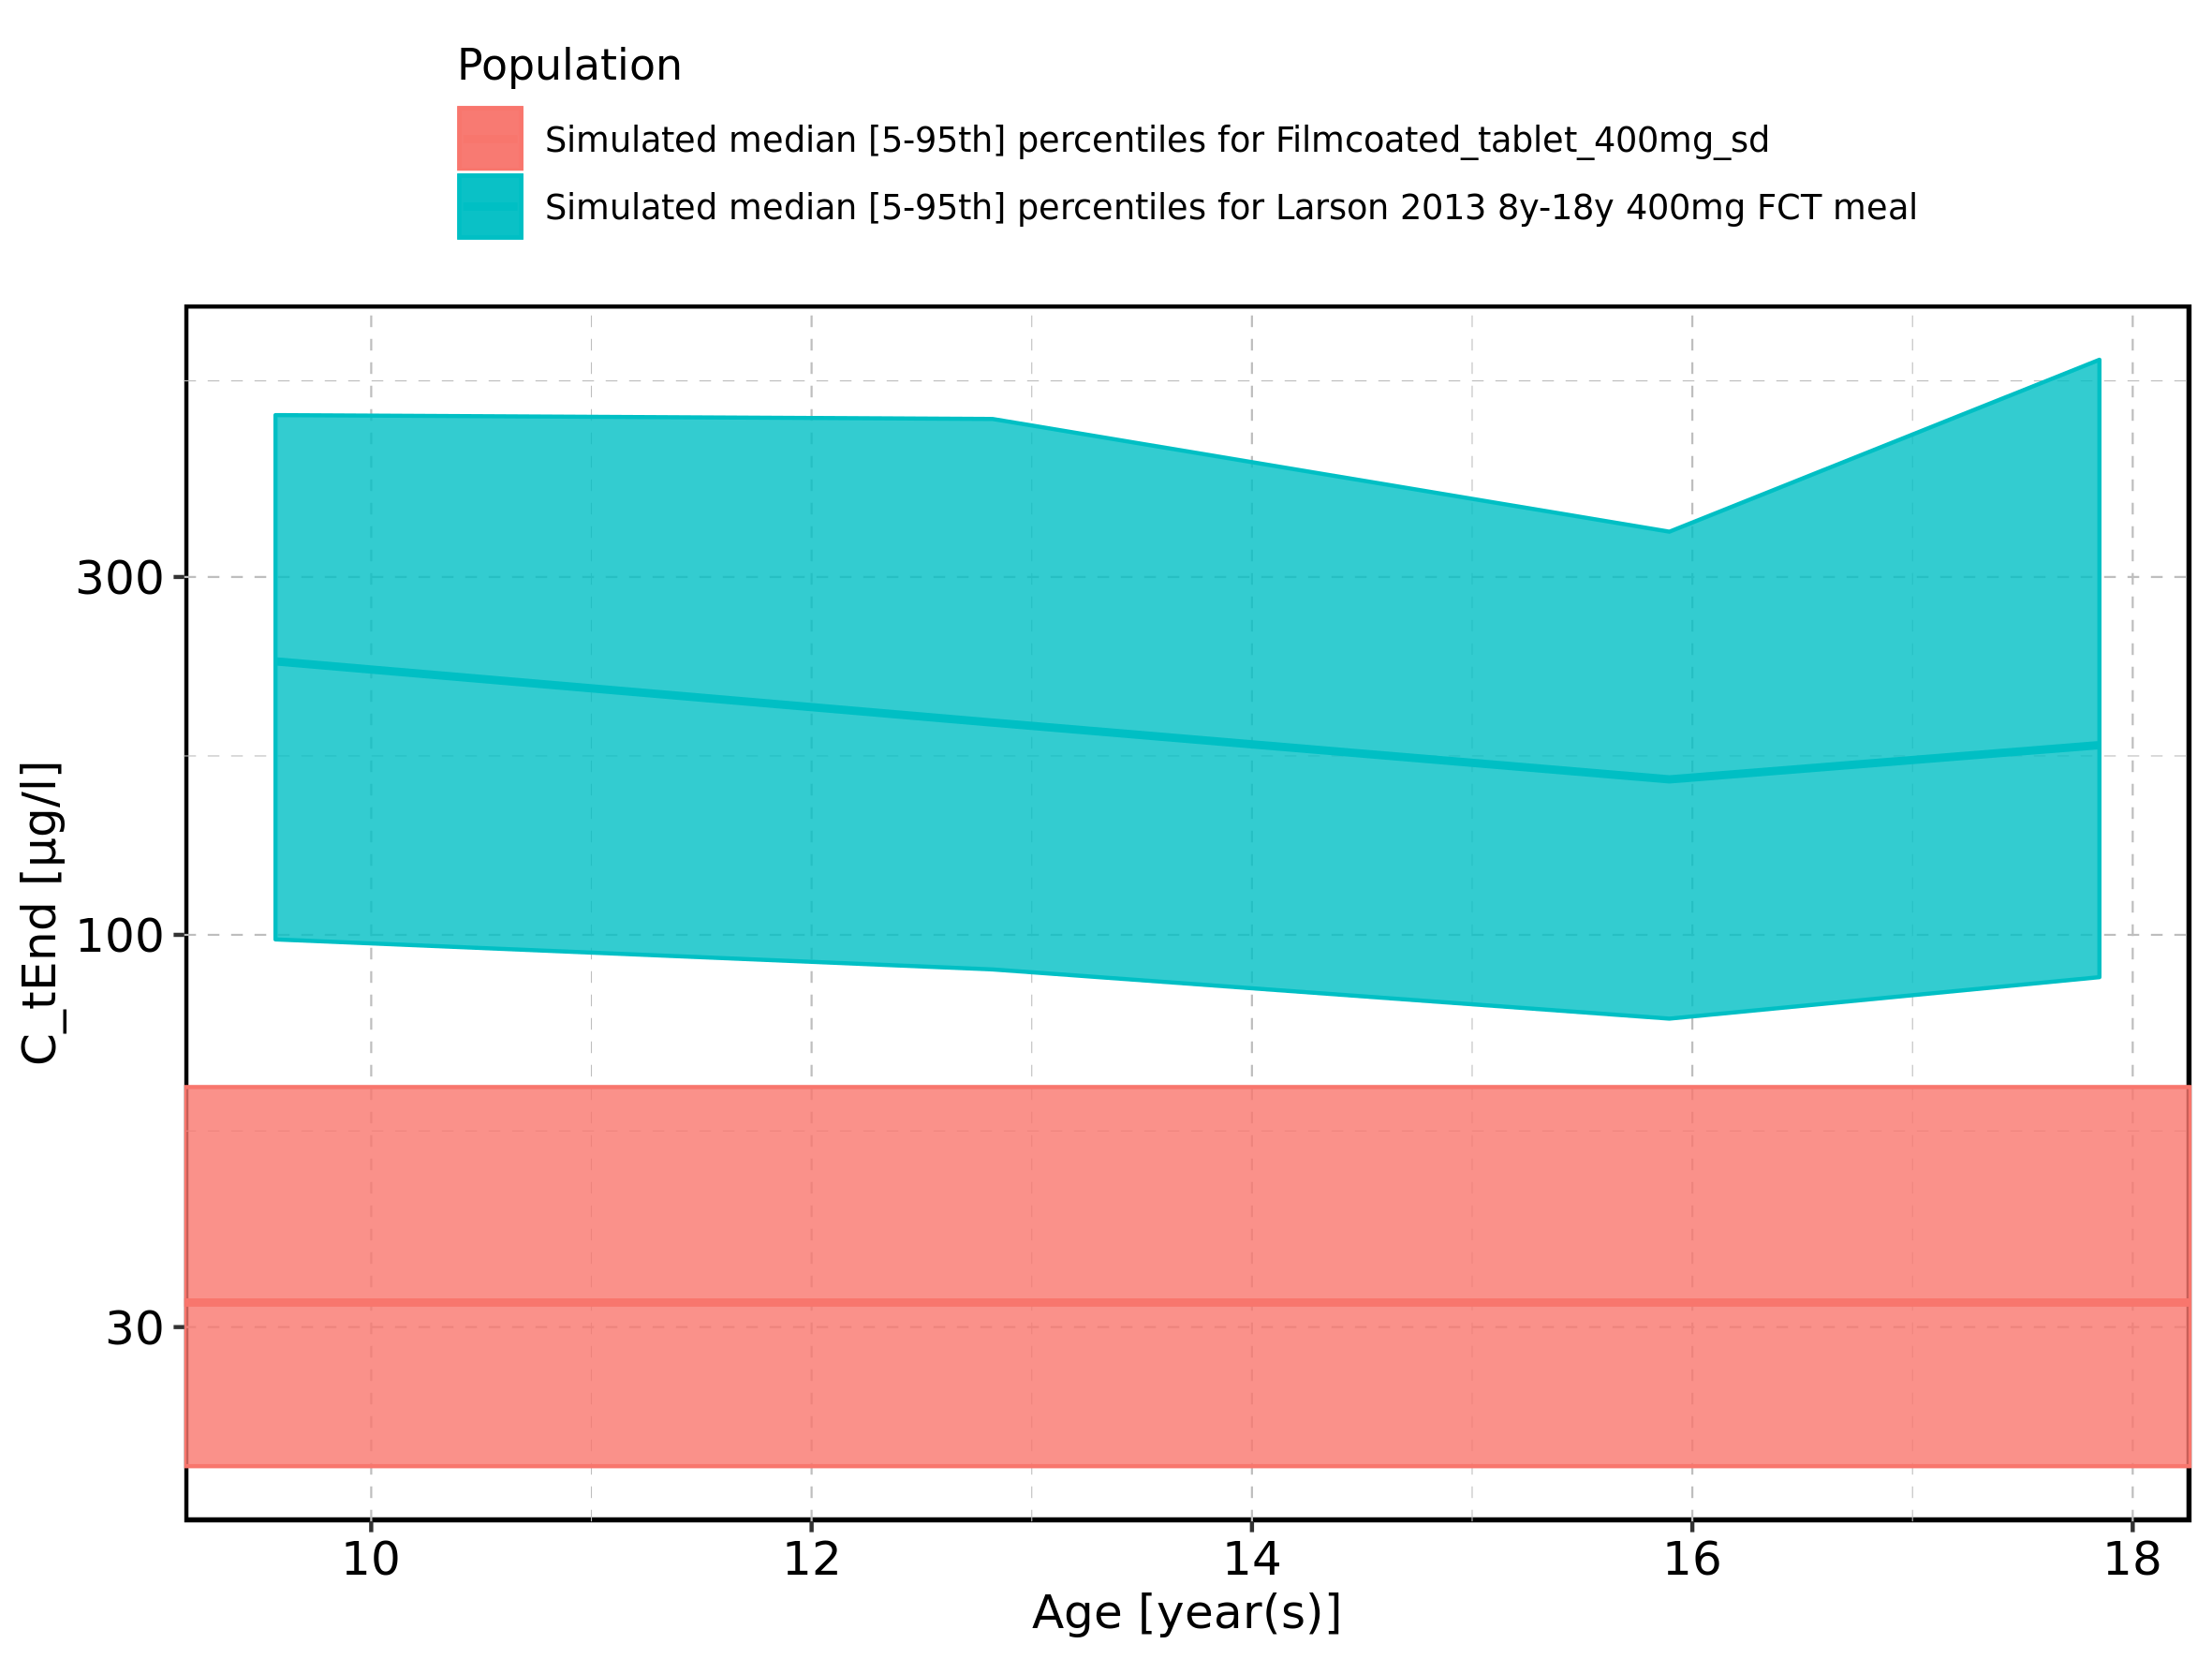 Population
Simulated median [5-95th] percentiles for Filmcoated_tablet_400mg_sd
Simulated median [5-95th] percentiles for Larson 2013 8y-18y 400mg FCT meal
C_tEnd [µg/l]
300
100
30
10 12 14 16 18
Age [year(s)]